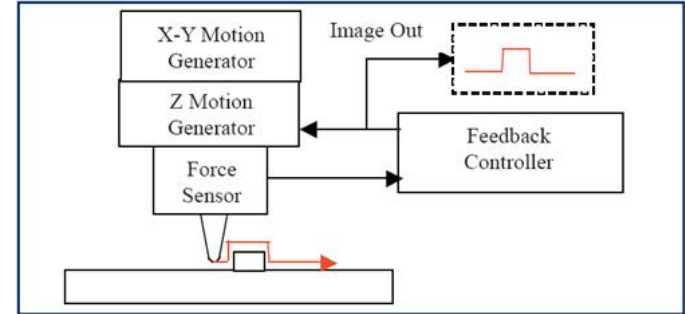 X-Y Motion
Generator
Image Out
Z Motion
Generator
Feedback
Controller
Force
Sensor